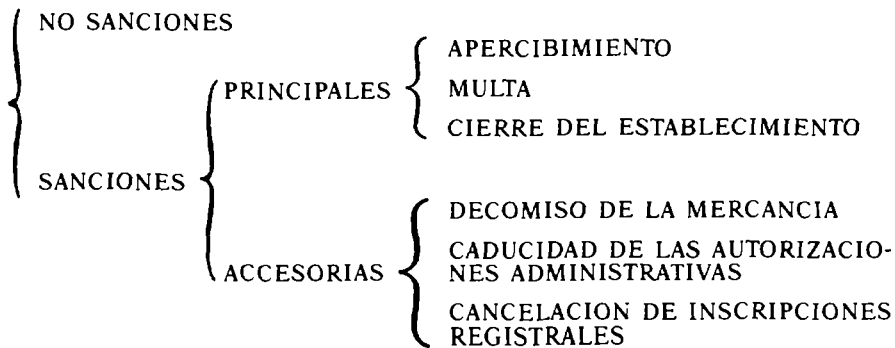 NO SANCIONES
SANCIONES
PRINCIPALES
APERCIBIMIENTO
MULTA
CIERRE DEL ESTABLECIMIENTO
ACCESORIAS
DECOMISO DE LA MERCANCIA
CADUCIDAD DE LAS AUTORIZACIO-
NES ADMINISTRATIVAS
CANCELACION DE INSCRIPCIONES
REGISTRALES